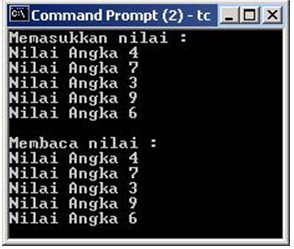 Command Prompt (2) - tc
Memasukkan nilai :
Nilai Angka 4
Nilai Angka 7
Nilai Angka 3
Nilai Angka 9
Nilai Angka 6
Membaca nilai :
Nilai Angka 4
Nilai Angka 7
Nilai Angka 3
Nilai Angka 9
Nilai Angka 6